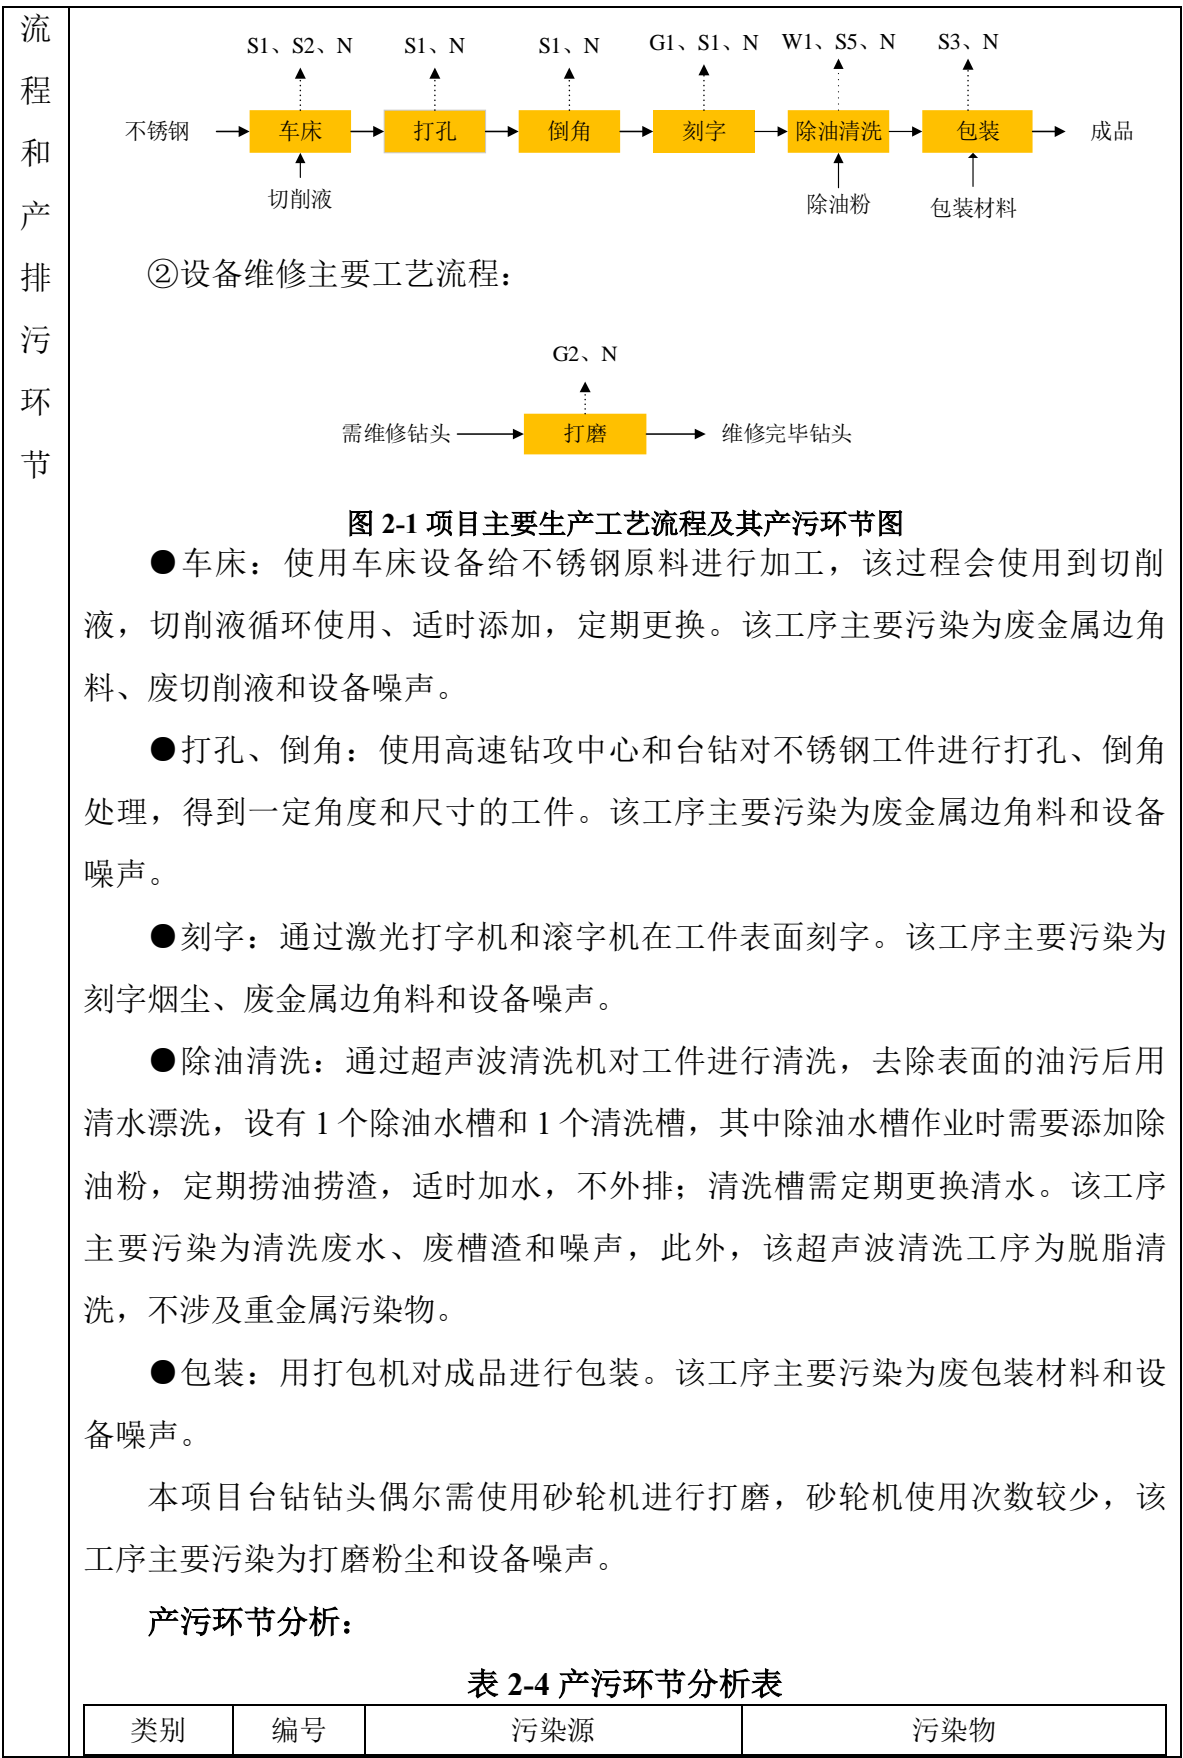 流
程
和
产
排
污
环
节
S1、S2、N S1、N S1、N G1、S1、N W1、S5、N S3、N
不锈钢 车床 打孔 倒角 刻字 除油清洗 包装 成品
切削液 除油粉 包装材料
②设备维修主要工艺流程：
G2、N
需维修钻头 打磨 维修完毕钻头
图 2-1 项目主要生产工艺流程及其产污环节图
●车床：使用车床设备给不锈钢原料进行加工，该过程会使用到切削
液，切削液循环使用、适时添加，定期更换。该工序主要污染为废金属边角
料、废切削液和设备噪声。
●打孔、倒角：使用高速钻攻中心和台钻对不锈钢工件进行打孔、倒角
处理，得到一定角度和尺寸的工件。该工序主要污染为废金属边角料和设备
噪声。
●刻字：通过激光打字机和滚字机在工件表面刻字。该工序主要污染为
刻字烟尘、废金属边角料和设备噪声。
●除油清洗：通过超声波清洗机对工件进行清洗，去除表面的油污后用
清水漂洗，设有 1 个除油水槽和 1 个清洗槽，其中除油水槽作业时需要添加除
油粉，定期捞油捞渣，适时加水，不外排；清洗槽需定期更换清水。该工序
主要污染为清洗废水、废槽渣和噪声，此外，该超声波清洗工序为脱脂清
洗，不涉及重金属污染物。
●包装：用打包机对成品进行包装。该工序主要污染为废包装材料和设
备噪声。
本项目台钻钻头偶尔需使用砂轮机进行打磨，砂轮机使用次数较少，该
工序主要污染为打磨粉尘和设备噪声。
产污环节分析：
表 2-4 产污环节分析表
类别 编号 污染源 污染物